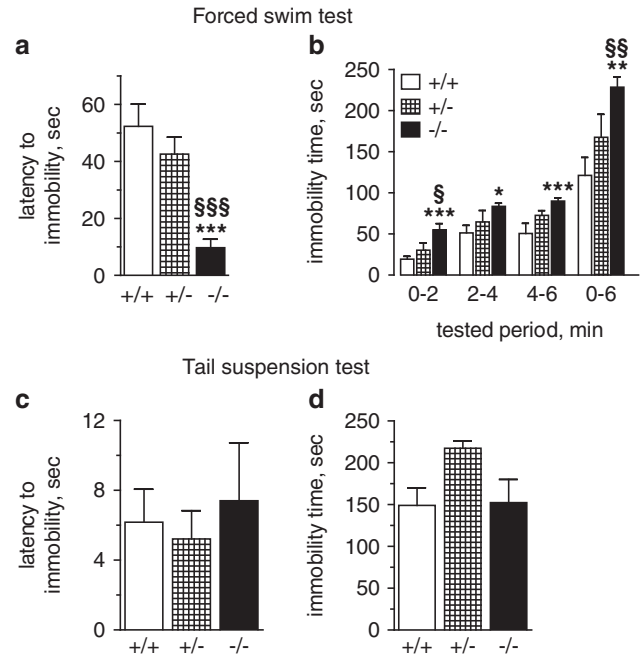 Forced swim test
a
latency to
immobility, sec
60
40
20
0
§§§
***
+/+ +/- -/-
b
immobility time, sec
250
200
150
100
50
0
+/+
+/-
-/-
§
***
*
***
§§
**
0-2 2-4 4-6 0-6
tested period, min
Tail suspension test
c
latency to
immobility, sec
12
8
4
0
+/+ +/- -/-
d
immobility time, sec
250
200
150
100
50
0
+/+ +/- -/-